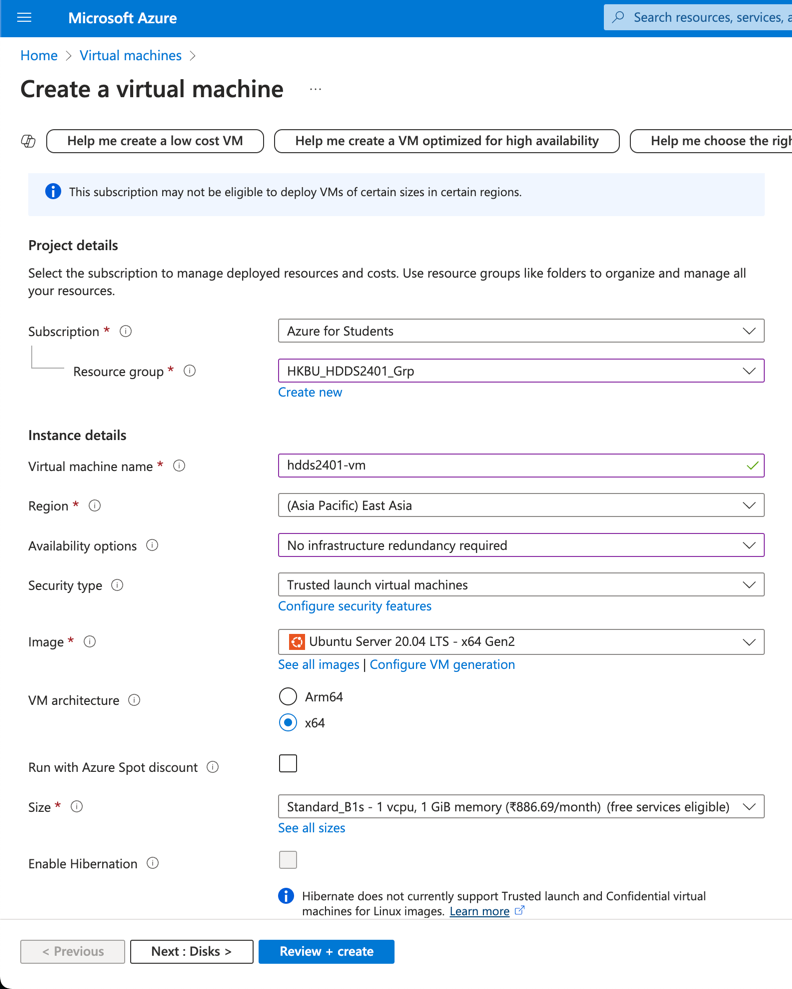 Microsoft Azure
Search resources, services, a
Home > Virtual machines >
Create a virtual machine ...
Help me create a low cost VM
Help me create a VM optimized for high availability
Help me choose the righ
This subscription may not be eligible to deploy VMs of certain sizes in certain regions.
Project details
Select the subscription to manage deployed resources and costs. Use resource groups like folders to organize and manage all
your resources.
Subscription *
Azure for Students
Resource group *
HKBU_HDDS2401_Grp
Create new
Instance details
Virtual machine name *
hdds2401-vm
Region *
(Asia Pacific) East Asia
Availability options
No infrastructure redundancy required
Security type
Trusted launch virtual machines
Configure security features
Image *
Ubuntu Server 20.04 LTS - x64 Gen2
See all images | Configure VM generation
VM architecture
Arm64
x64
Run with Azure Spot discount
Size *
Standard_B1s - 1 vcpu, 1 GiB memory (₹886.69/month) (free services eligible)
See all sizes
Enable Hibernation
Hibernate does not currently support Trusted launch and Confidential virtual
machines for Linux images. Learn more
< Previous
Next : Disks >
Review + create